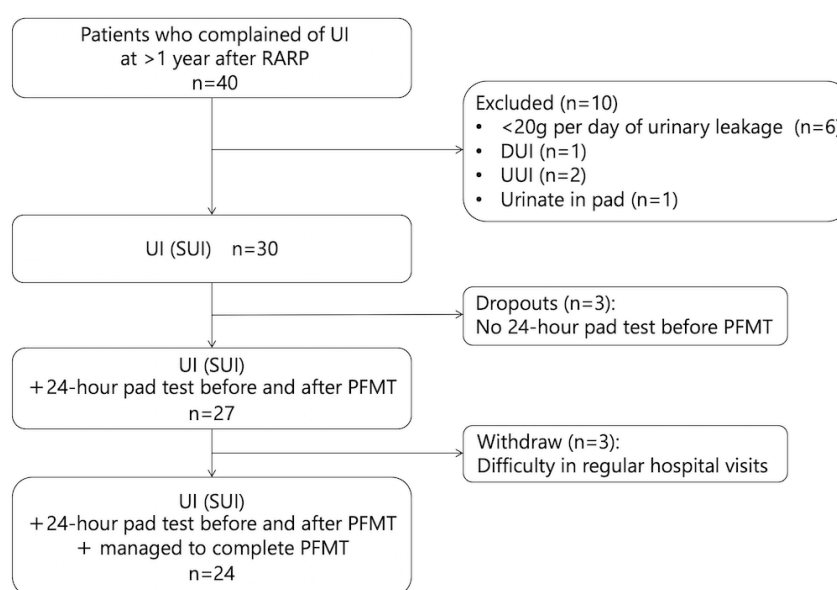 Patients who complained of UI
at >1 year after RARP
n=40
Excluded (n=10)
• <20g per day of urinary leakage (n=6)
• DUI (n=1)
• UUI (n=2)
• Urinate in pad (n=1)
UI (SUI) n=30
Dropouts (n=3):
No 24-hour pad test before PFMT
UI (SUI)
+24-hour pad test before and after PFMT
n=27
Withdraw (n=3):
Difficulty in regular hospital visits
UI (SUI)
+24-hour pad test before and after PFMT
+ managed to complete PFMT
n=24